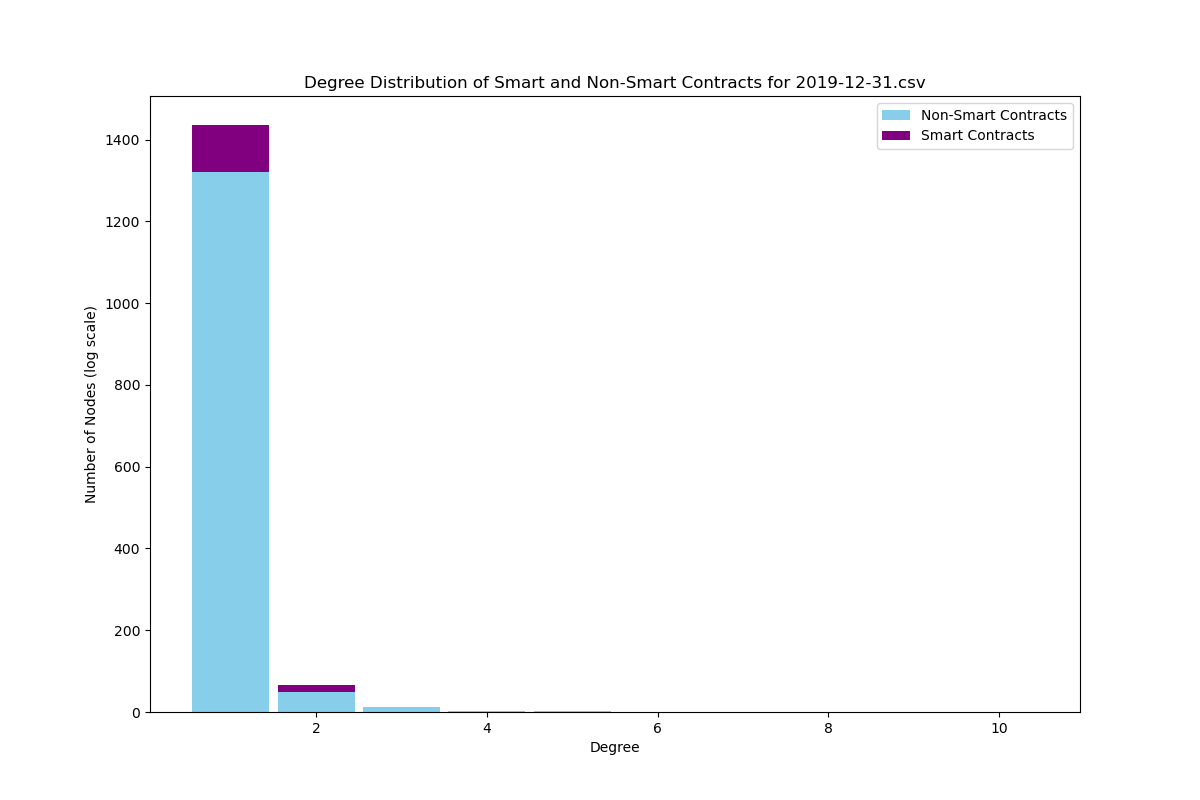 Degree Distribution of Smart and Non-Smart Contracts for 2019-12-31.csv
Non-Smart Contracts
Smart Contracts
Number of Nodes (log scale)
1400
1200
1000
800
600
400
200
0
2 4 6 8 10
Degree